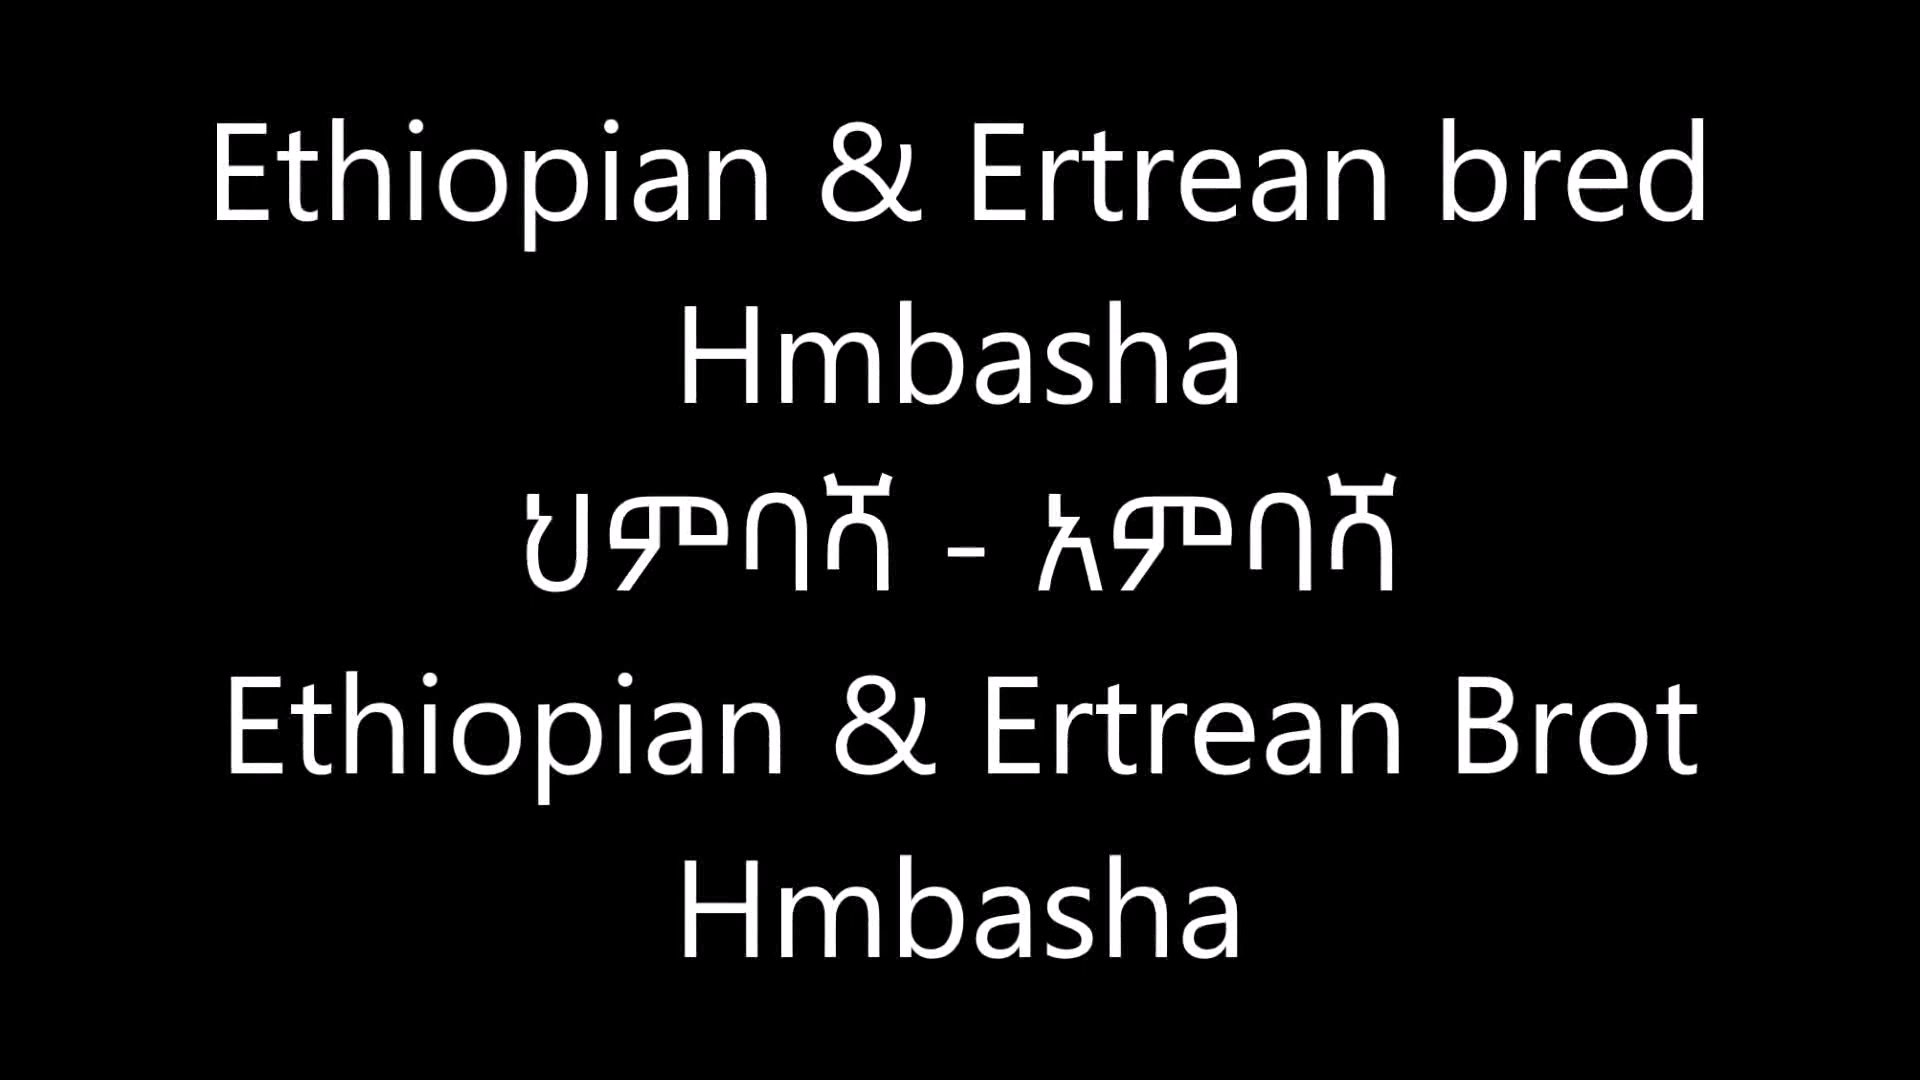 Ethiopian & Ertrean bred
Hmbasha
ህምባሻ - አምባሻ
Ethiopian & Ertrean Brot
Hmbasha